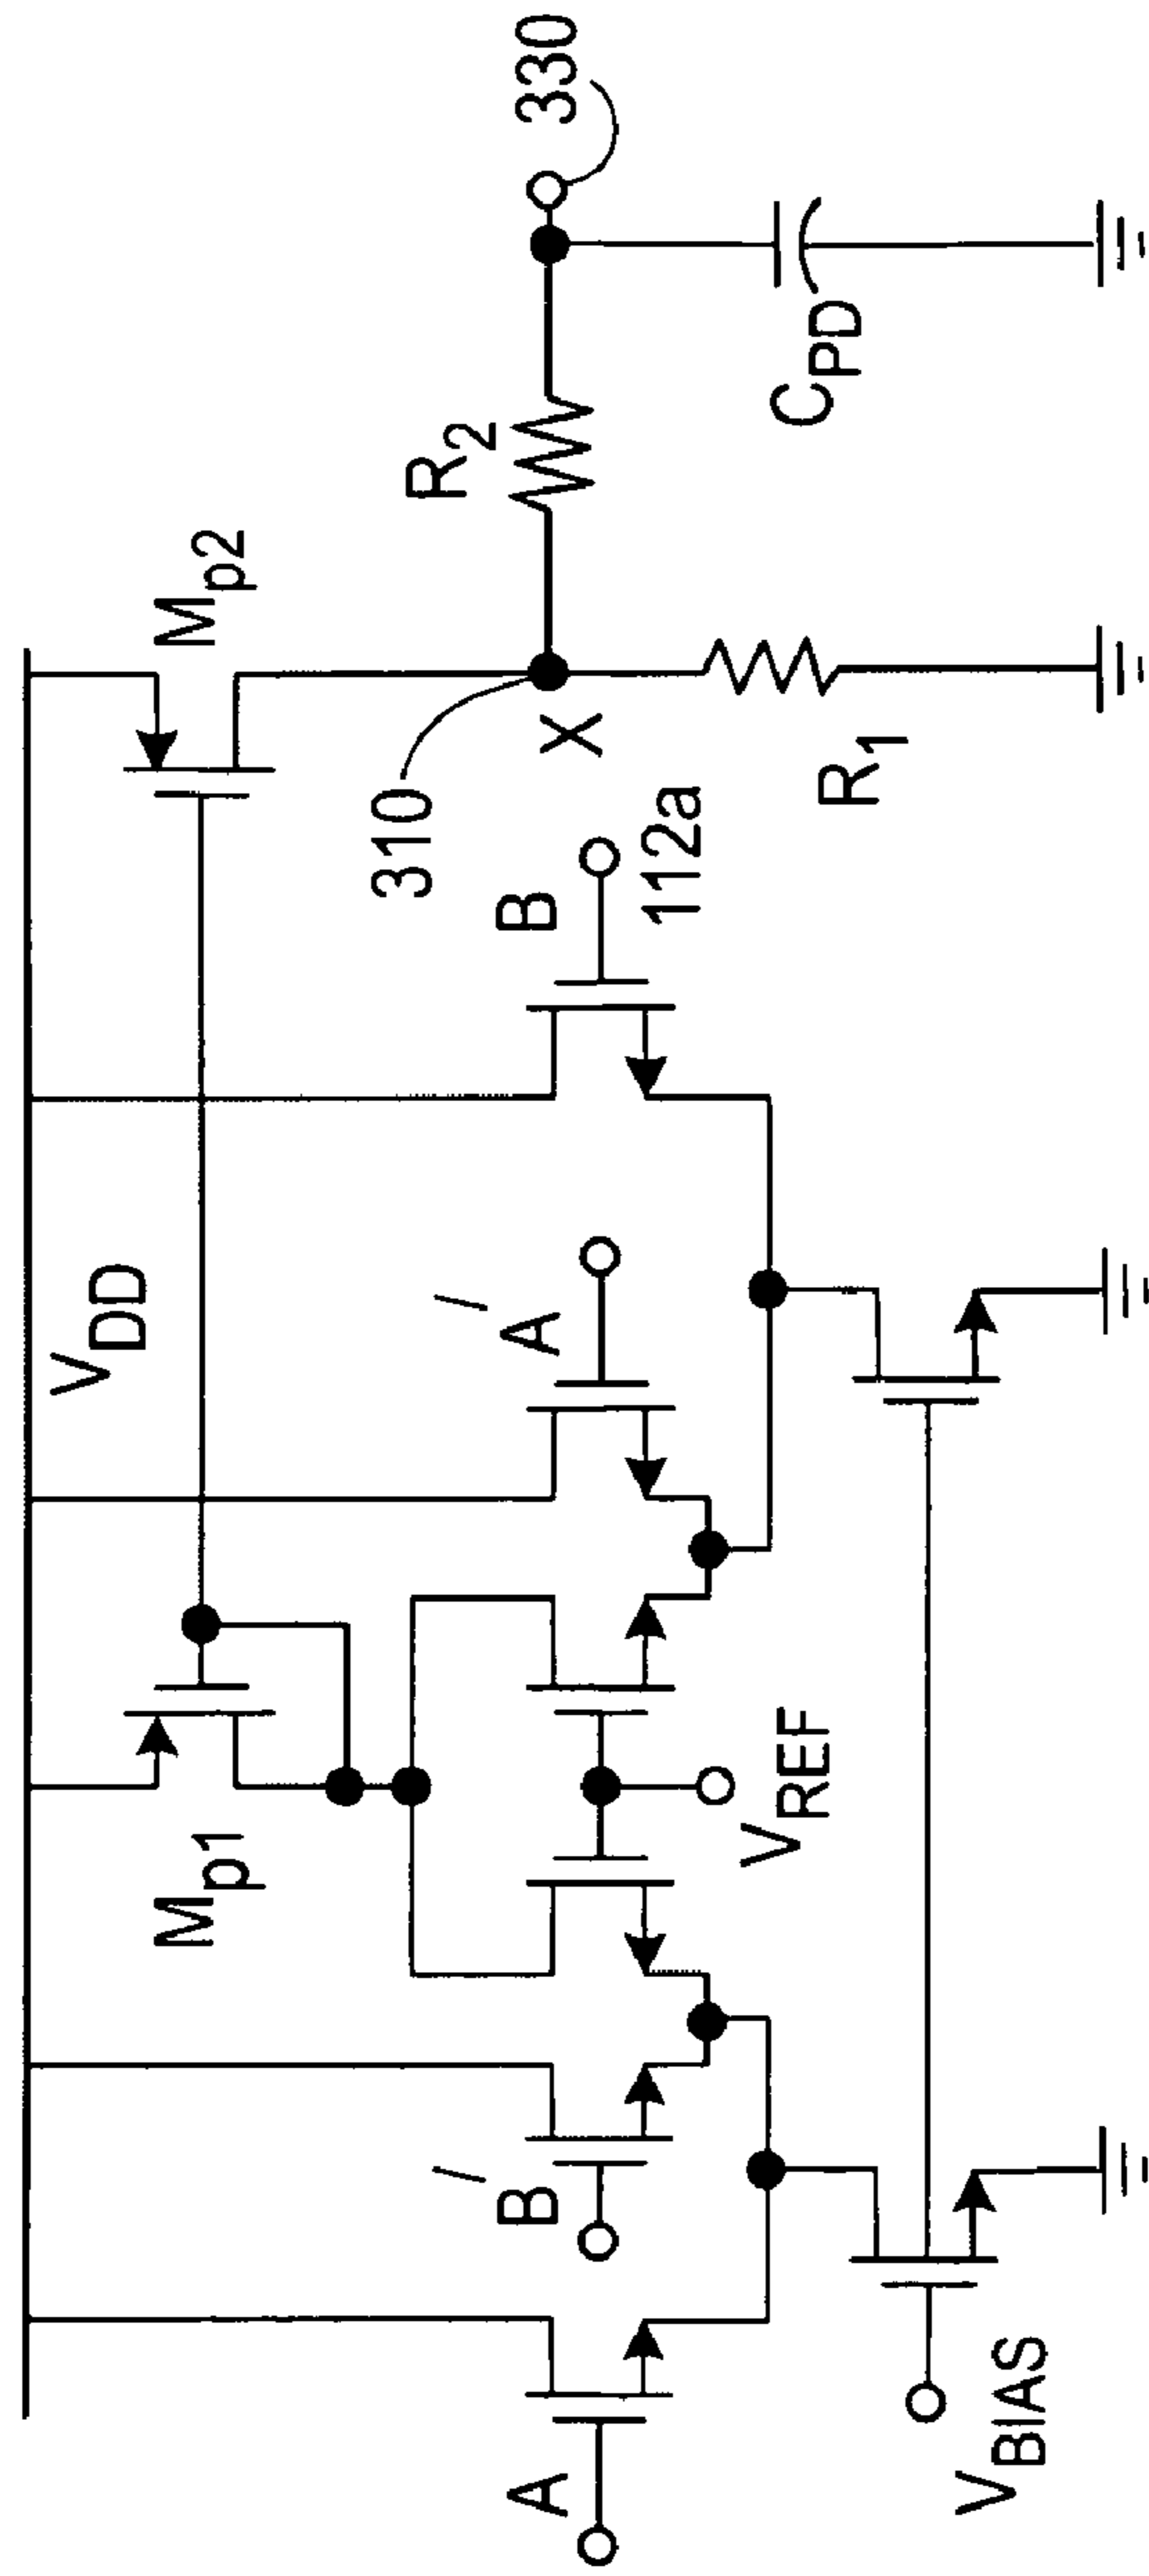 V_DD
M_p1
M_p2
310
X
R_2
330
A
B'
A'
B
112a
V_REF
R_1
C_PD
V_BIAS